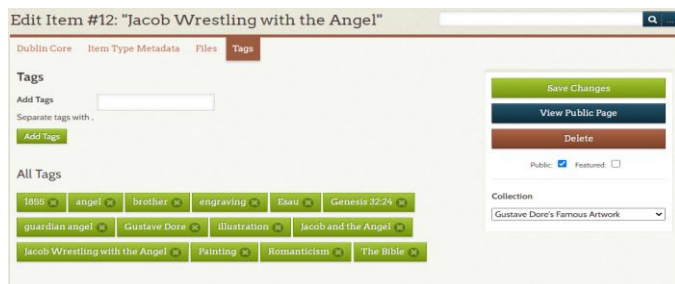 Edit Item #12: "Jacob Wrestling with the Angel"
...
Dublin Core Item Type Metadata Files Tags
Tags
Add Tags
Separate tags with ,
Add Tags
All Tags
1855 angel brother engraving Esau Genesis 32:24
guardian angel Gustave Dore illustration Jacob and the Angel
Jacob Wrestling with the Angel Painting Romanticism The Bible
Save Changes
View Public Page
Delete
Public: Featured:
Collection
Gustave Dore's Famous Artwork